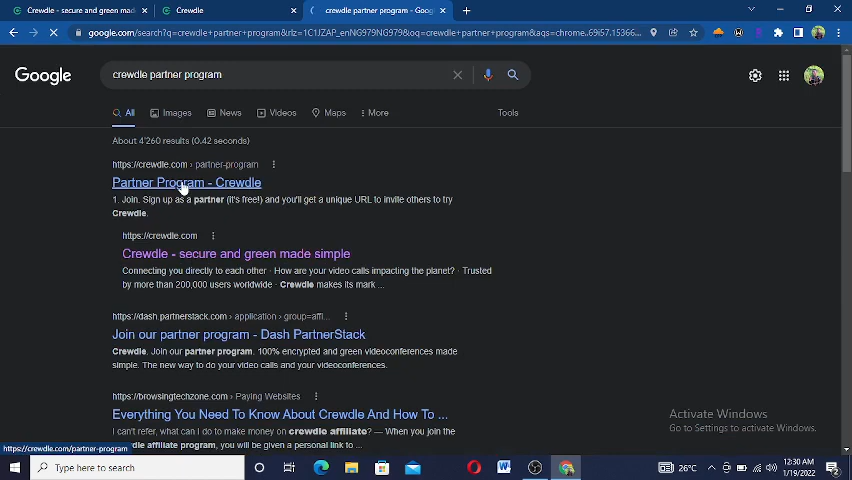 Crewdle - secure and green mad
Crewdle
crewdle partner program - Goog
google.com/search?q=crewdle+partner+program&rlz=1C1JZAP_enNG979NG979&oq=crewdle+partner+program&aqs=chrome..69i57.15366...
Google
crewdle partner program
All
Images
News
Videos
Maps
More
Tools
About 4'260 results (0.42 seconds)
https://crewdle.com › partner-program
Partner Program - Crewdle
1. Join. Sign up as a partner (it's free!) and you'll get a unique URL to invite others to try
Crewdle.
https://crewdle.com
Crewdle - secure and green made simple
Connecting you directly to each other · How are your video calls impacting the planet? · Trusted
by more than 200,000 users worldwide · Crewdle makes its mark ...
https://dash.partnerstack.com › application › group=affi...
Join our partner program - Dash PartnerStack
Crewdle. Join our partner program. 100% encrypted and green videoconferences made
simple. The new way to do your video calls and your videoconferences.
https://browsingtechzone.com › Paying Websites
Everything You Need To Know About Crewdle And How To ...
I can't refer, what can I do to make money on crewdle affiliate? — When you join the
dle affiliate program, you will be given a personal link to ...
Activate Windows
Go to Settings to activate Windows.
https://crewdle.com/partner-program
Type here to search
26°C
12:30 AM
1/19/2022
2